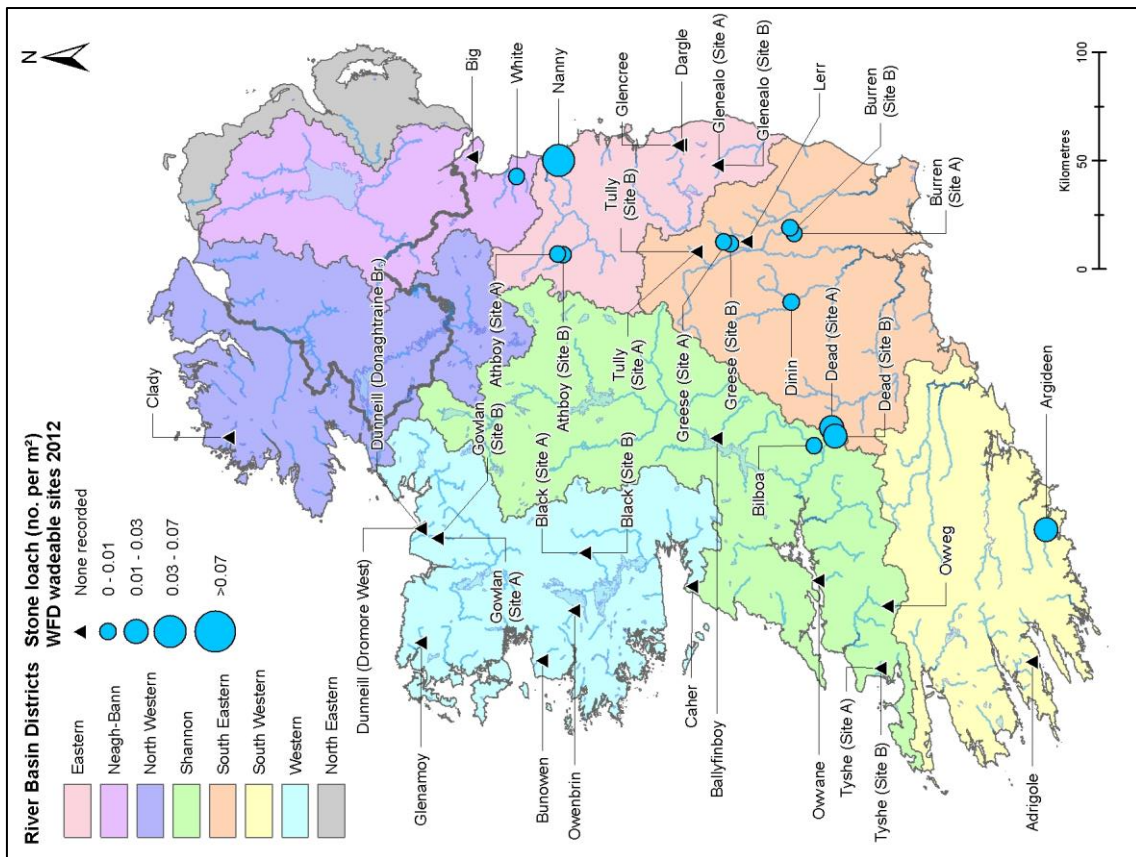 River Basin Districts
Eastern
Neagh-Bann
North Western
Shannon
South Eastern
South Western
Western
North Eastern
Stone loach (no. per m²)
WFD wadeable sites 2012
None recorded
0 - 0.01
0.01 - 0.03
0.03 - 0.07
>0.07
N
Clady
Dunneill (Donaghtraine Br.)
Dunneill (Dromore West)
Gowlan
(Site B)
Gowlan
(Site A)
Glenamoy
Bunowen
Owenbrin
Black (Site A)
Black (Site B)
Athboy (Site A)
Athboy (Site B)
Big
White
Nanny
Glencree
Dargle
Glenealo (Site A)
Glenealo (Site B)
Tully
(Site B)
Tully
(Site A)
Greese (Site A)
Greese (Site B)
Lerr
Burren
(Site B)
Burren
(Site A)
Dinin
Dead (Site A)
Dead (Site B)
Bilboa
Caher
Ballyfinboy
Owvane
Tyshe (Site A)
Tyshe (Site B)
Owveg
Adrigole
Argideen
0
50
100
Kilometres